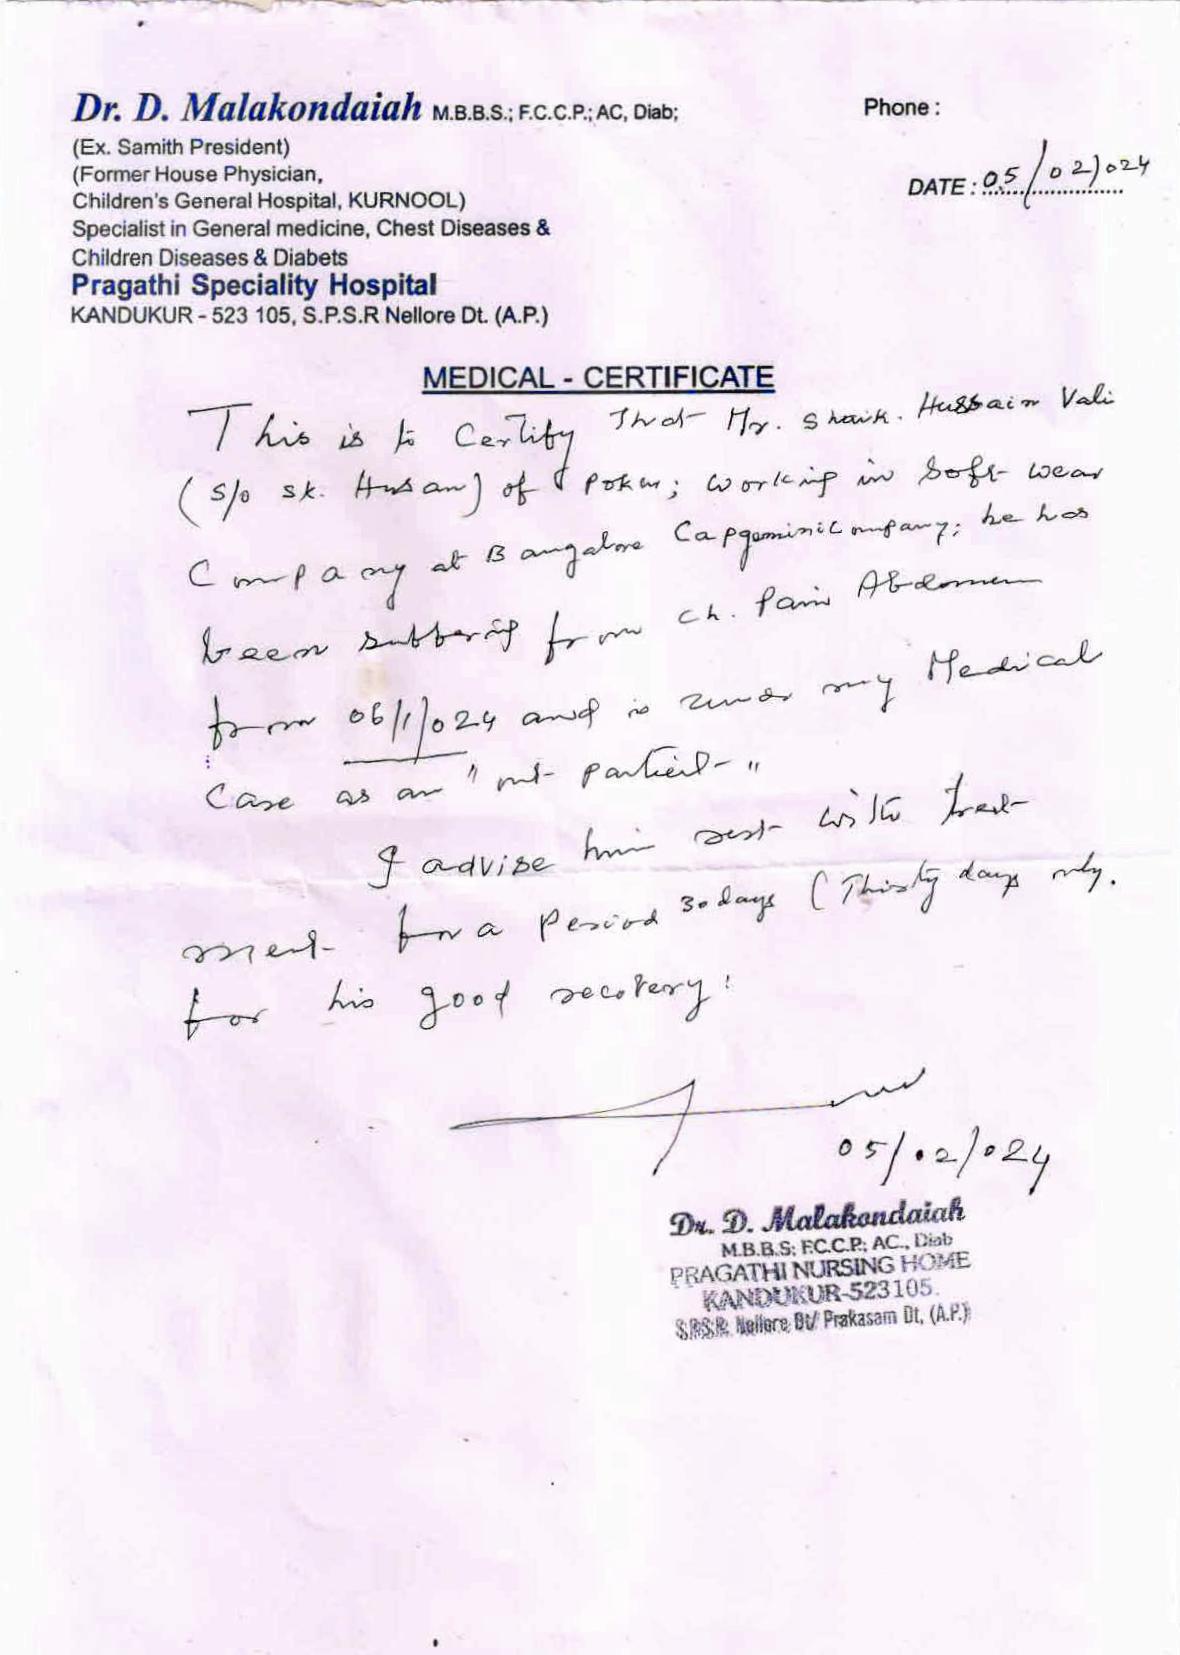 Dr. D. Malakondaiah M.B.B.S.; F.C.C.P.; AC, Diab;
Phone :
(Ex. Samith President)
(Former House Physician,
DATE : 05/02/024
Children's General Hospital, KURNOOL)
Specialist in General medicine, Chest Diseases &
Children Diseases & Diabets
Pragathi Speciality Hospital
KANDUKUR - 523 105, S.P.S.R Nellore Dt. (A.P.)
MEDICAL - CERTIFICATE
This is to Certify That Mr. Shaik. Hussain Vali
(S/o Sk. Husan) of working in Soft wear
Company at Bangalore Capgemini Company; he has
been suffering from ch. Pain Abdomen
from 06/1/024 and is under my Medical
Case as an "out patient"
I advise him rest with treat-
ment for a Period 30 days (Thirty days only.
for his good recovery.
05/02/024
Dr. D. Malakondaiah
M.B.B.S; F.C.C.P.; AC., Diab
PRAGATHI NURSING HOME
KANDUKUR-523105.
S.P.S.R. Nellore Dt/ Prakasam Dt, (A.P.)